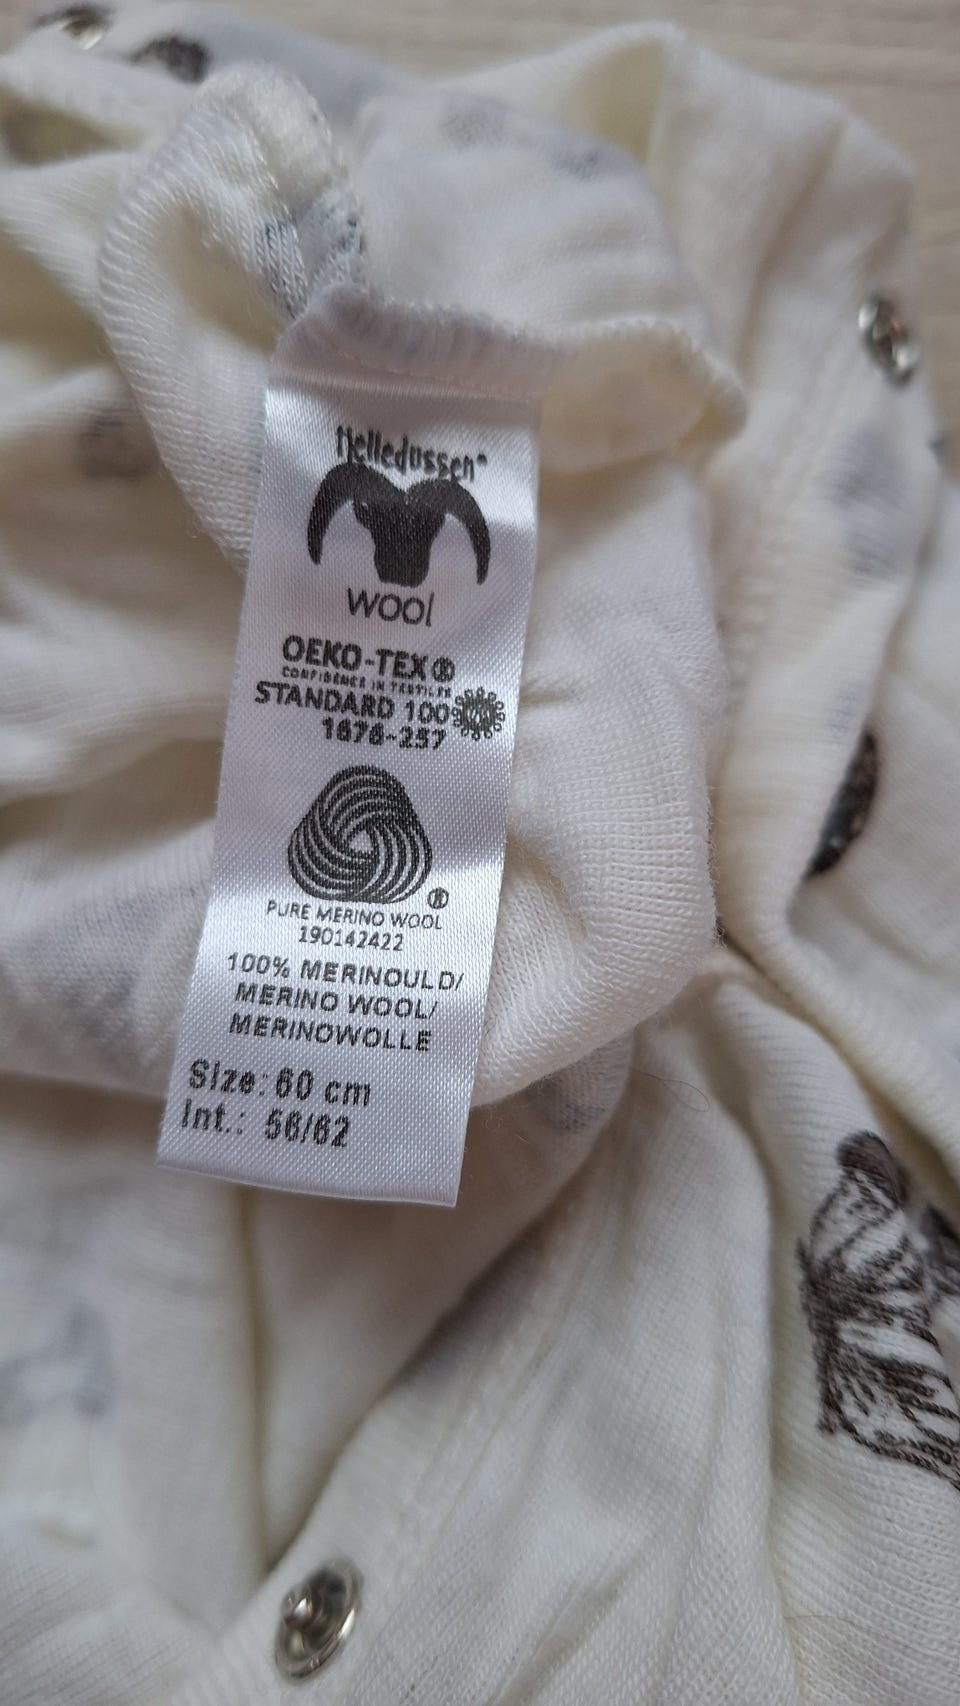 Nelledussen®
wool
OEKO-TEX®
CONFIDENCE IN TEXTILES
STANDARD 100
1676-257
®
PURE MERINO WOOL
190142422
100% MERINOULD/
MERINO WOOL/
MERINOWOLLE
Size: 60 cm
Int.: 56/62